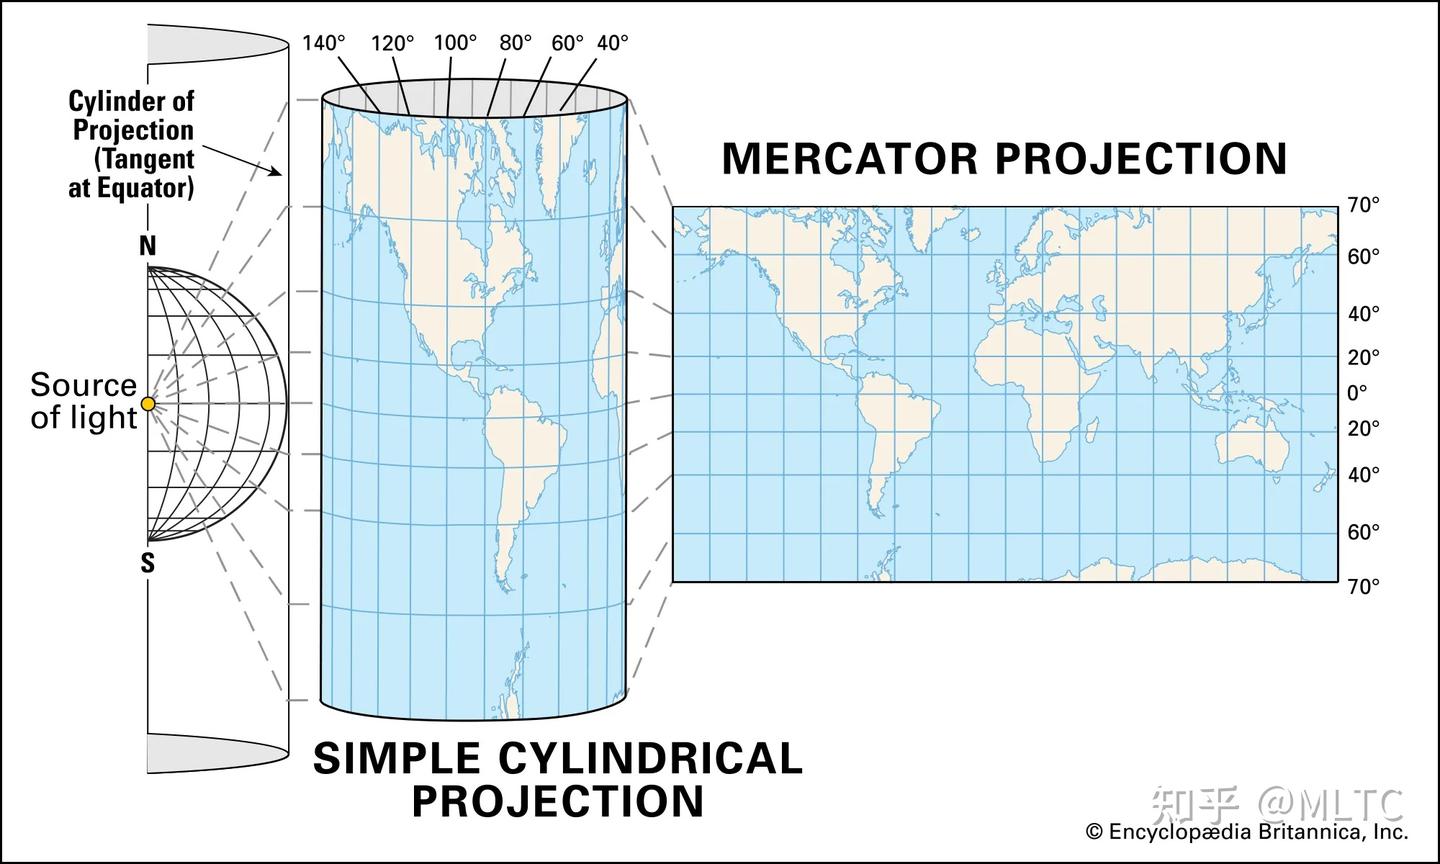 140° 120° 100° 80° 60° 40°
Cylinder of
Projection
(Tangent
at Equator)
N
Source
of light
S
MERCATOR PROJECTION
70°
60°
40°
20°
0°
20°
40°
60°
70°
SIMPLE CYLINDRICAL
PROJECTION
知乎 @MLTC
© Encyclopædia Britannica, Inc.